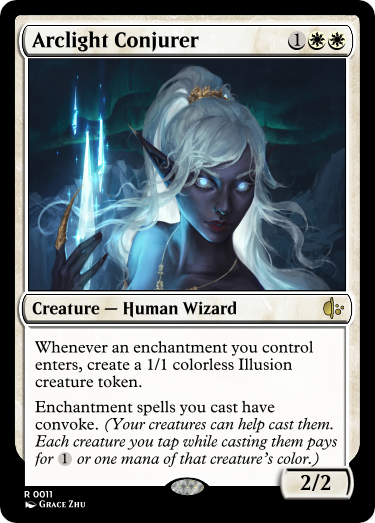 Arclight Conjurer 1
Creature — Human Wizard
Whenever an enchantment you control
enters, create a 1/1 colorless Illusion
creature token.
Enchantment spells you cast have
convoke. (Your creatures can help cast them.
Each creature you tap while casting them pays
for 1 or one mana of that creature's color.)
2/2
R 0011
Grace Zhu